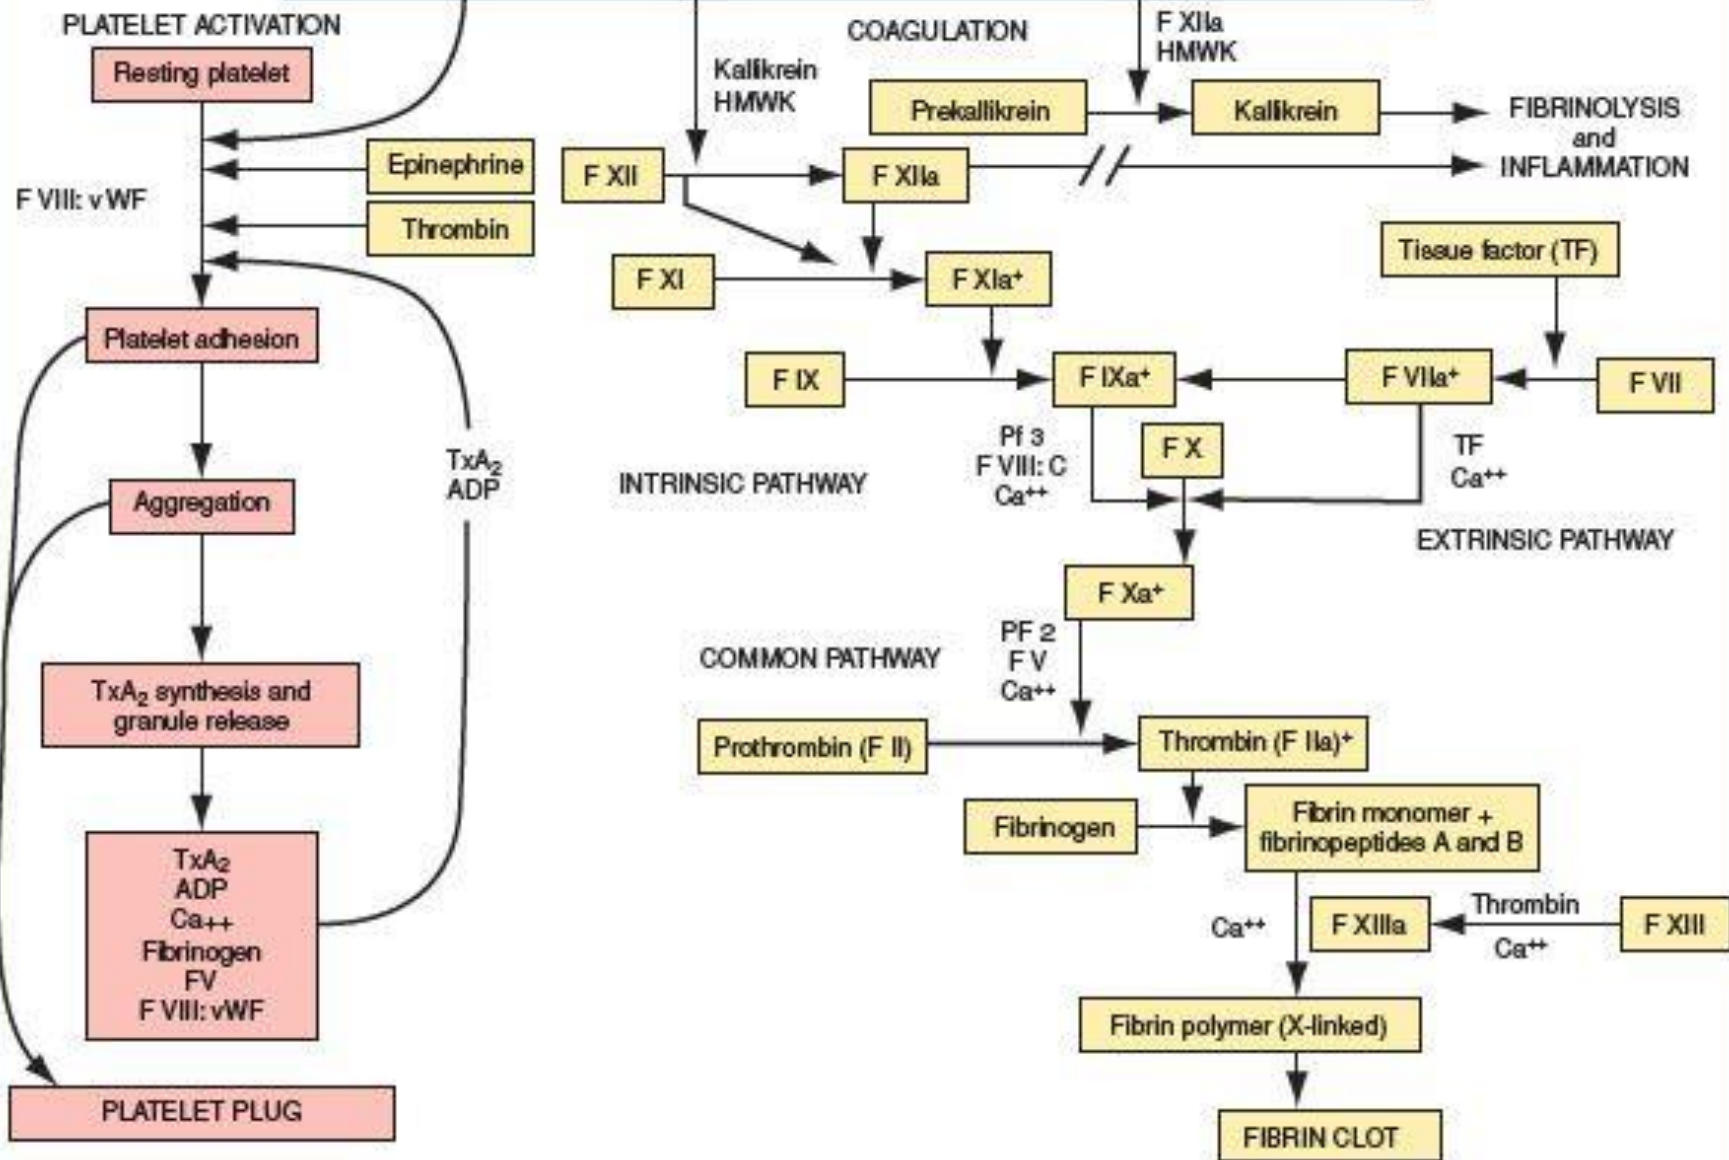 PLATELET ACTIVATION
Resting platelet
Epinephrine
F VIII: vWF
Thrombin
Platelet adhesion
TxA₂
ADP
Aggregation
TxA₂ synthesis and
granule release
TxA₂
ADP
Ca++
Fibrinogen
FV
F VIII: vWF
PLATELET PLUG
COAGULATION
F XIIa
HMWK
Kallikrein
HMWK
Prekallikrein
Kallikrein
FIBRINOLYSIS
and
INFLAMMATION
F XII
F XIIa
Tissue factor (TF)
F XI
F XIa⁺
F IX
F IXa⁺
F VIIa⁺
F VII
Pf 3
F VIII: C
Ca⁺⁺
F X
TF
Ca⁺⁺
INTRINSIC PATHWAY
EXTRINSIC PATHWAY
F Xa⁺
PF 2
F V
Ca⁺⁺
COMMON PATHWAY
Prothrombin (F II)
Thrombin (F IIa)⁺
Fibrinogen
Fibrin monomer +
fibrinopeptides A and B
Ca⁺⁺
F XIIIa
Thrombin
Ca⁺⁺
F XIII
Fibrin polymer (X-linked)
FIBRIN CLOT